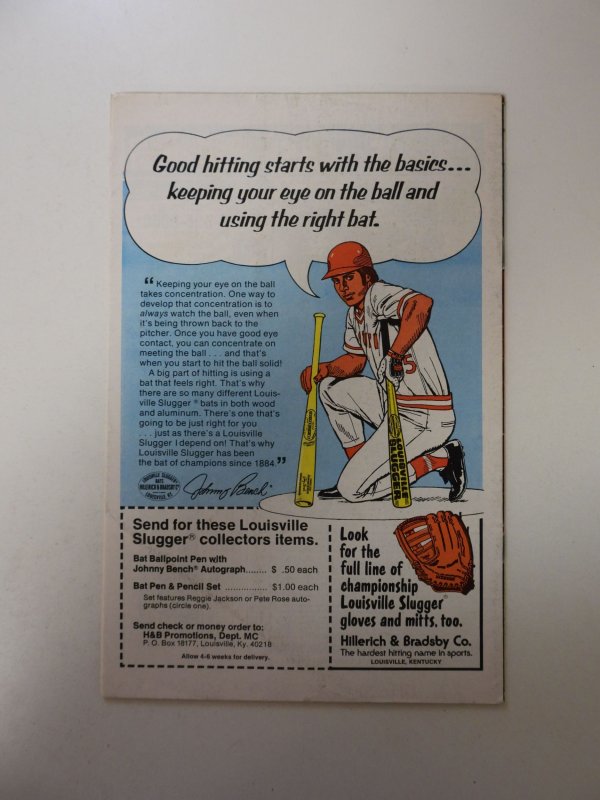 Good hitting starts with the basics...
keeping your eye on the ball and
using the right bat.
“ Keeping your eye on the ball
takes concentration. One way to
develop that concentration is to
always watch the ball, even when
it's being thrown back to the
pitcher. Once you have good eye
contact, you can concentrate on
meeting the ball . . . and that's
when you start to hit the ball solid!
A big part of hitting is using a
bat that feels right. That's why
there are so many different Louis-
ville Slugger ® bats in both wood
and aluminum. There's one that's
going to be just right for you
. . . just as there's a Louisville
Slugger I depend on! That's why
Louisville Slugger has been
the bat of champions since 1884.”
LOUISVILLE SLUGGER
BATS
HILLERICH & BRADSBY Co
LOUISVILLE, KY.
Johnny Bench
5
LOUISVILLE
SLUGGER
Send for these Louisville
Slugger® collectors items.
Bat Ballpoint Pen with
Johnny Bench® Autograph........ $ .50 each
Bat Pen & Pencil Set ................ $1.00 each
Set features Reggie Jackson or Pete Rose auto-
graphs (circle one).
Send check or money order to:
H&B Promotions, Dept. MC
P. O. Box 18177, Louisville, Ky. 40218
Allow 4-6 weeks for delivery.
Look
for the
full line of
championship
Louisville Slugger®
gloves and mitts, too.
Hillerich & Bradsby Co.
The hardest hitting name in sports.
LOUISVILLE, KENTUCKY